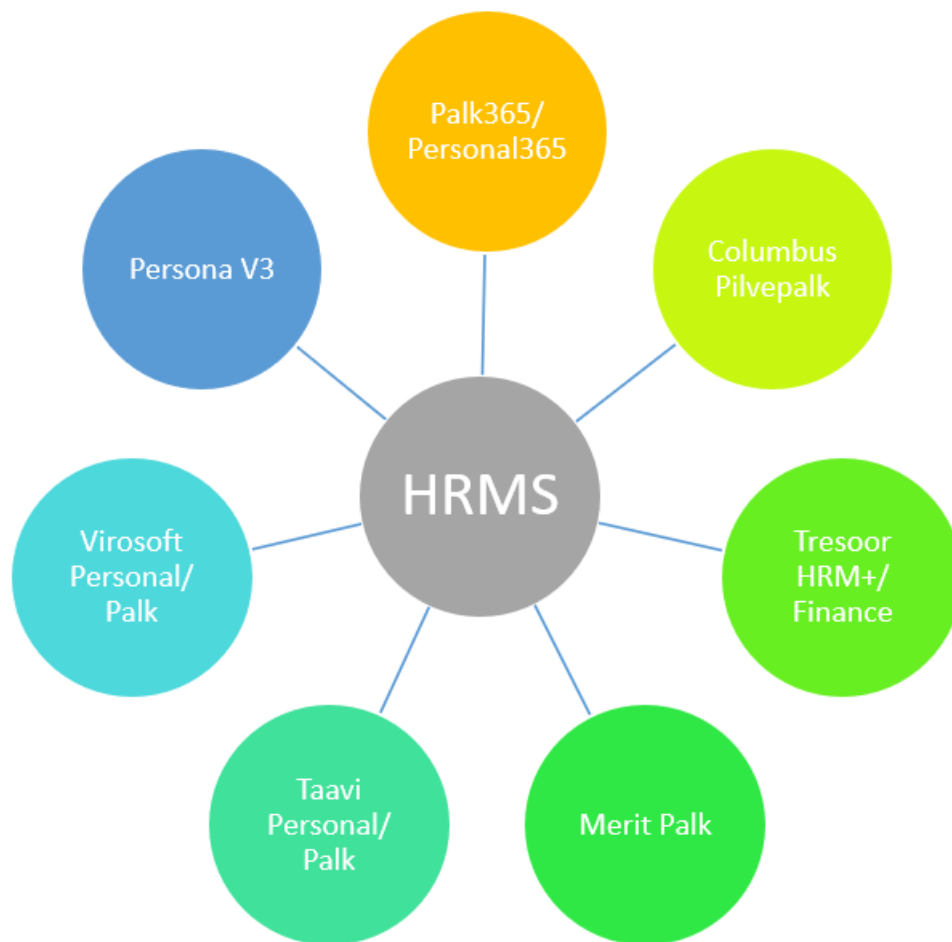 Palk365/
Personal365
Columbus
Pilvepalk
Tresoor
HRM+/
Finance
Merit Palk
Taavi
Personal/
Palk
Virosoft
Personal/
Palk
Persona V3
HRMS